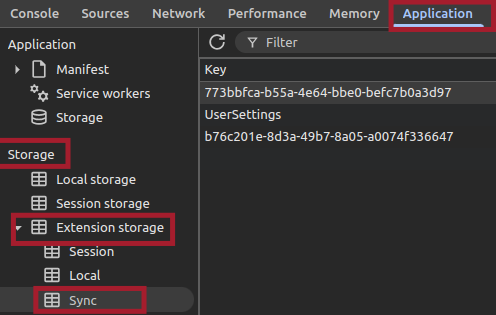 Console Sources Network Performance Memory Application
Application
Manifest
Service workers
Storage
Storage
Local storage
Session storage
Extension storage
Session
Local
Sync
Filter
Key
773bbfca-b55a-4e64-bbe0-befc7b0a3d97
UserSettings
b76c201e-8d3a-49b7-8a05-a0074f336647